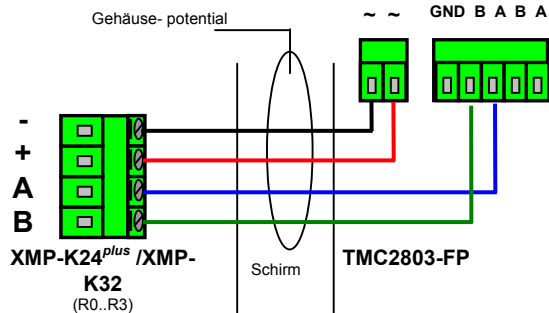 Gehäuse- potential
~ ~
GND B A B A
-
+
A
B
XMP-K24plus /XMP-
K32
(R0..R3)
Schirm
TMC2803-FP